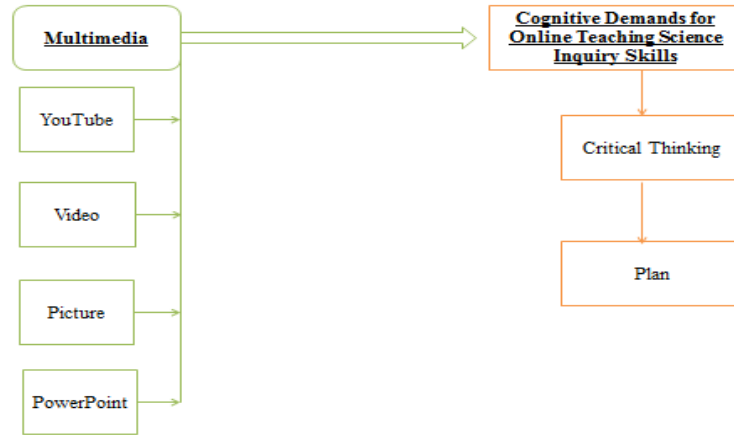 Multimedia
Cognitive Demands for
Online Teaching Science
Inquiry Skills
YouTube
Critical Thinking
Video
Plan
Picture
PowerPoint